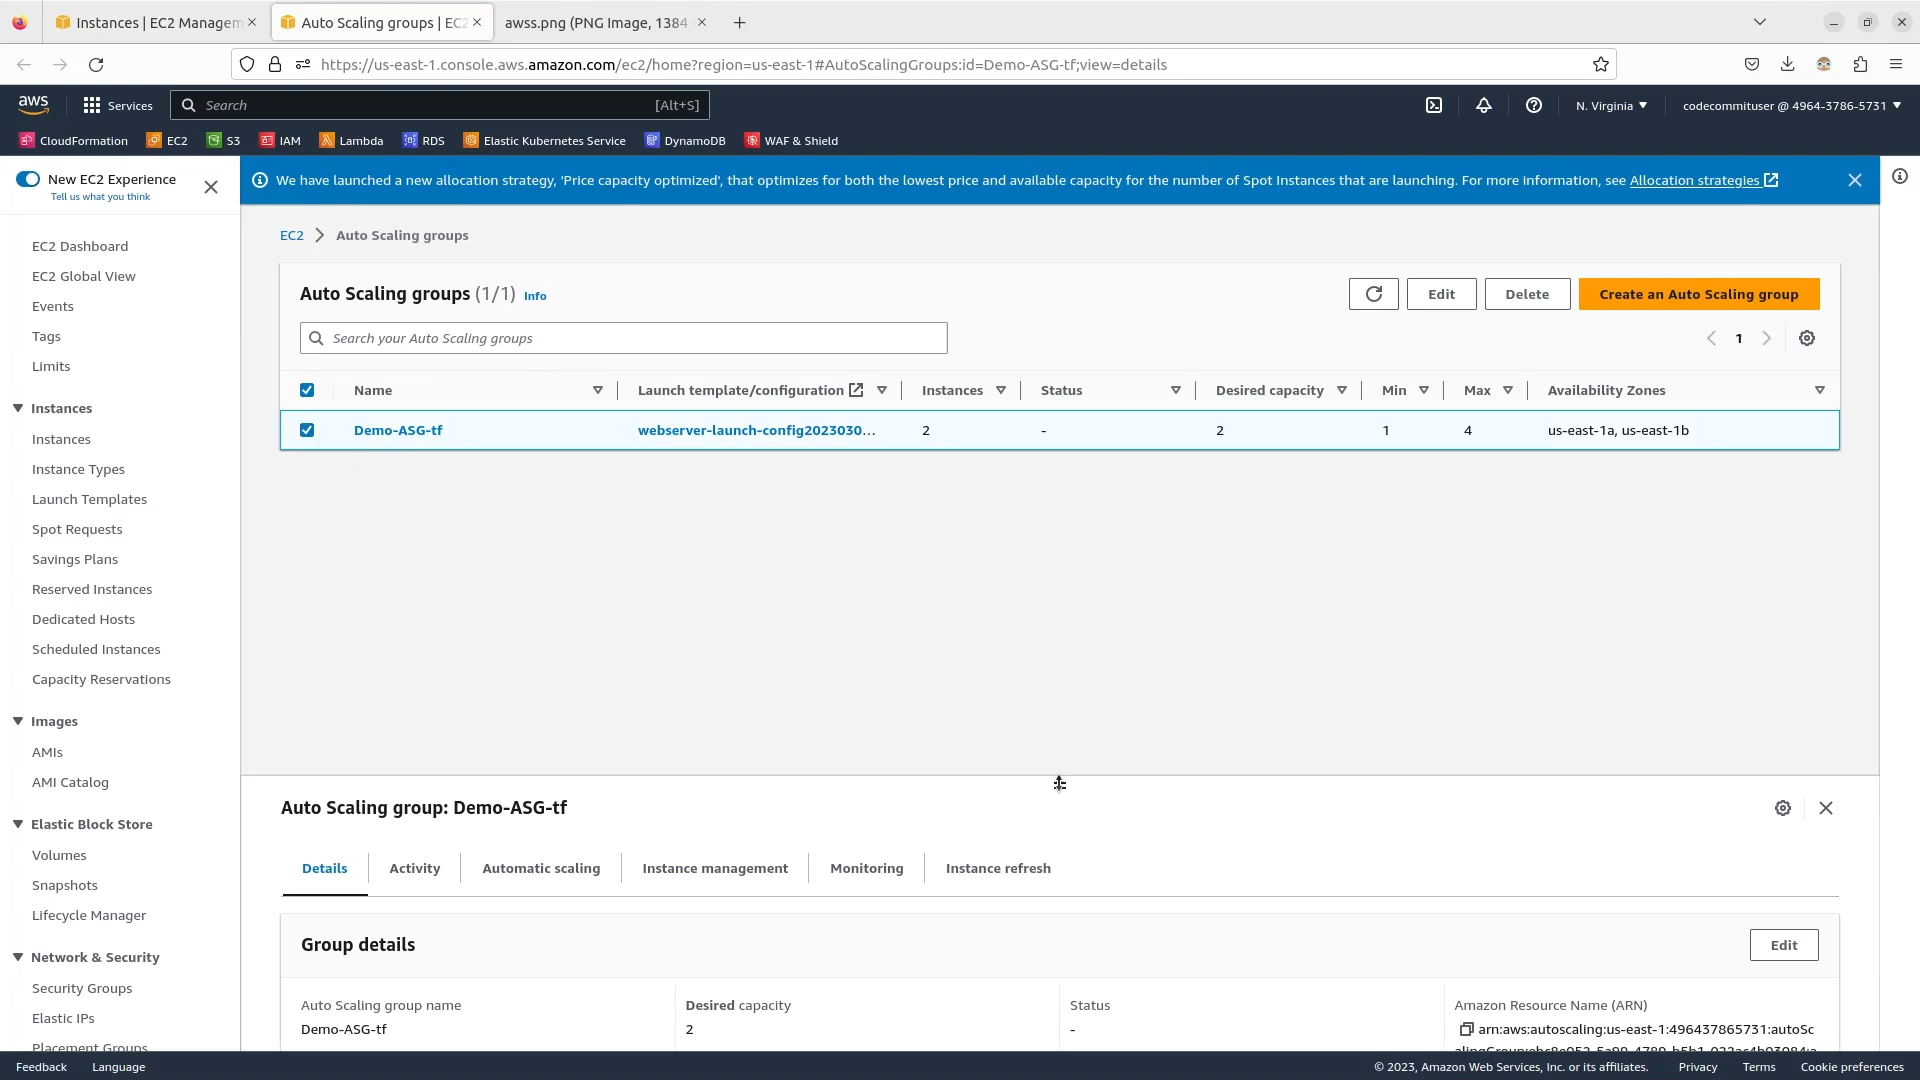 Instances | EC2 Managem
Auto Scaling groups | EC2
awss.png (PNG Image, 1384
https://us-east-1.console.aws.amazon.com/ec2/home?region=us-east-1#AutoScalingGroups:id=Demo-ASG-tf;view=details
aws
Services
Search
[Alt+S]
N. Virginia
codecommituser @ 4964-3786-5731
CloudFormation
EC2
S3
IAM
Lambda
RDS
Elastic Kubernetes Service
DynamoDB
WAF & Shield
New EC2 Experience
Tell us what you think
EC2 Dashboard
EC2 Global View
Events
Tags
Limits
Instances
Instances
Instance Types
Launch Templates
Spot Requests
Savings Plans
Reserved Instances
Dedicated Hosts
Scheduled Instances
Capacity Reservations
Images
AMIs
AMI Catalog
Elastic Block Store
Volumes
Snapshots
Lifecycle Manager
Network & Security
Security Groups
Elastic IPs
Placement Groups
We have launched a new allocation strategy, 'Price capacity optimized', that optimizes for both the lowest price and available capacity for the number of Spot Instances that are launching. For more information, see Allocation strategies
EC2 > Auto Scaling groups
Auto Scaling groups (1/1) Info
Edit
Delete
Create an Auto Scaling group
Search your Auto Scaling groups
1
Name
Launch template/configuration
Instances
Status
Desired capacity
Min
Max
Availability Zones
Demo-ASG-tf
webserver-launch-config2023030...
2
-
2
1
4
us-east-1a, us-east-1b
Auto Scaling group: Demo-ASG-tf
Details
Activity
Automatic scaling
Instance management
Monitoring
Instance refresh
Group details
Edit
Auto Scaling group name
Demo-ASG-tf
Desired capacity
2
Status
-
Amazon Resource Name (ARN)
arn:aws:autoscaling:us-east-1:496437865731:autoSc
Feedback
Language
© 2023, Amazon Web Services, Inc. or its affiliates.
Privacy
Terms
Cookie preferences